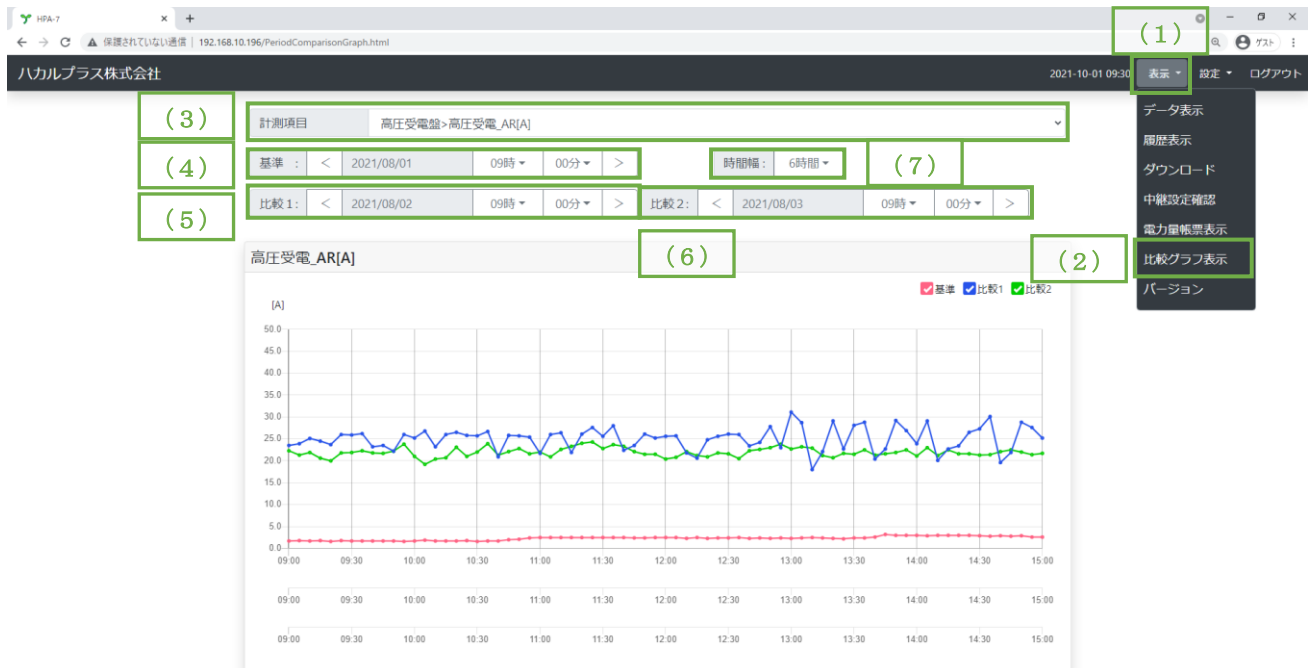 HPA-7
(1)
保護されていない通信 | 192.168.10.196/PeriodComparisonGraph.html
ゲスト
ハカルプラス株式会社
2021-10-01 09:30 表示 設定 ログアウト
データ表示
履歴表示
ダウンロード
中継設定確認
電力量帳票表示
比較グラフ表示
バージョン
(2)
(3)
計測項目 高圧受電盤>高圧受電_AR[A]
(4)
基準 : < 2021/08/01 09時 00分 > 時間幅: 6時間
(7)
(5)
比較1: < 2021/08/02 09時 00分 > 比較2: < 2021/08/03 09時 00分 >
(6)
高圧受電_AR[A]
基準 比較1 比較2
[A]
50.0
45.0
40.0
35.0
30.0
25.0
20.0
15.0
10.0
5.0
0.0
09:00 09:30 10:00 10:30 11:00 11:30 12:00 12:30 13:00 13:30 14:00 14:30 15:00
09:00 09:30 10:00 10:30 11:00 11:30 12:00 12:30 13:00 13:30 14:00 14:30 15:00
09:00 09:30 10:00 10:30 11:00 11:30 12:00 12:30 13:00 13:30 14:00 14:30 15:00